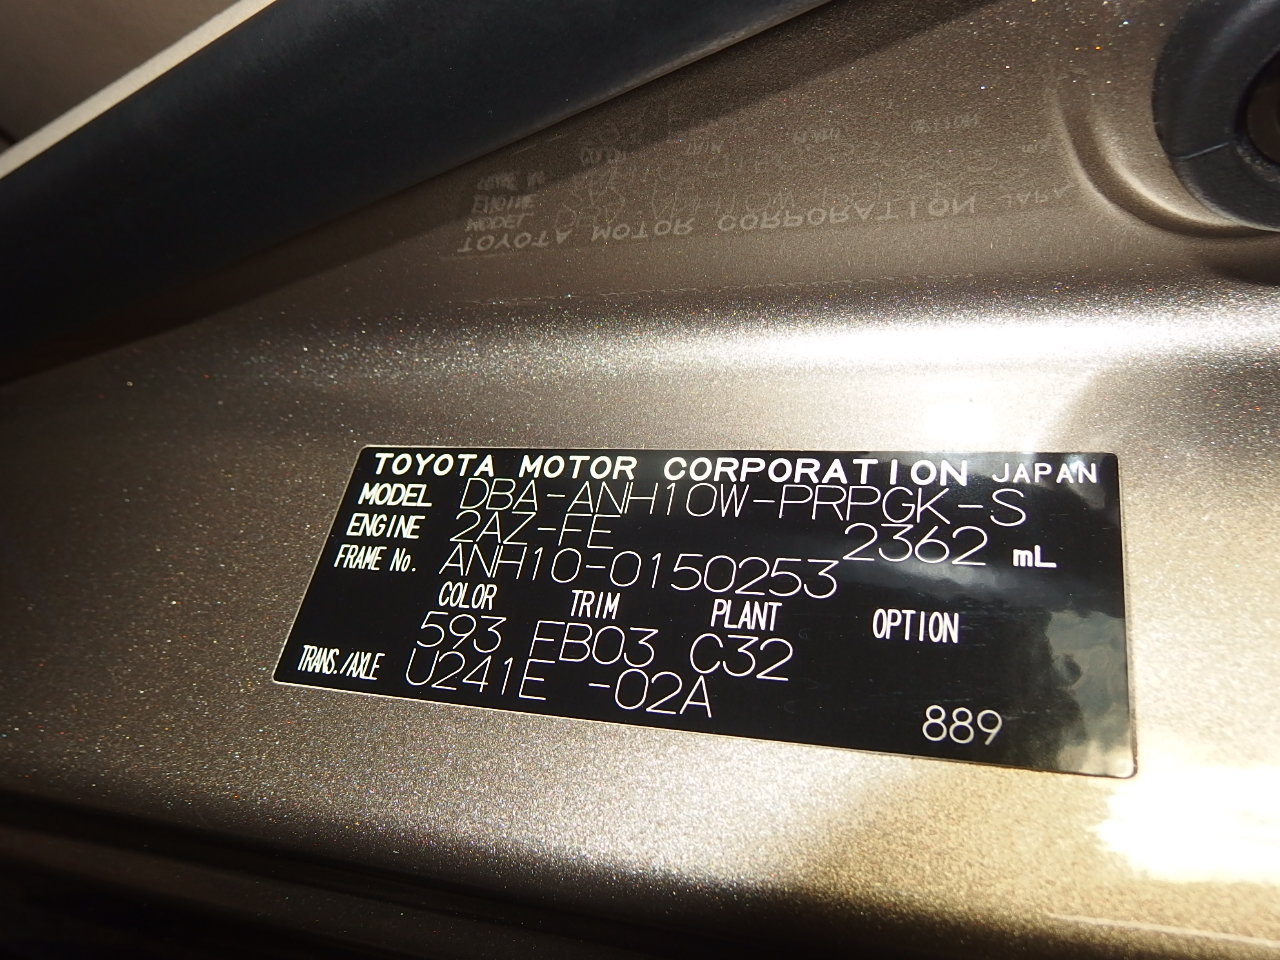 TOYOTA MOTOR CORPORATION JAPAN
MODEL DBA-ANH10W-PRPGK-S
ENGINE 2AZ-FE 2362 mL
FRAME No. ANH10-0150253
COLOR TRIM PLANT OPTION
593 EB03 C32
TRANS./AXLE U241E -02A
889